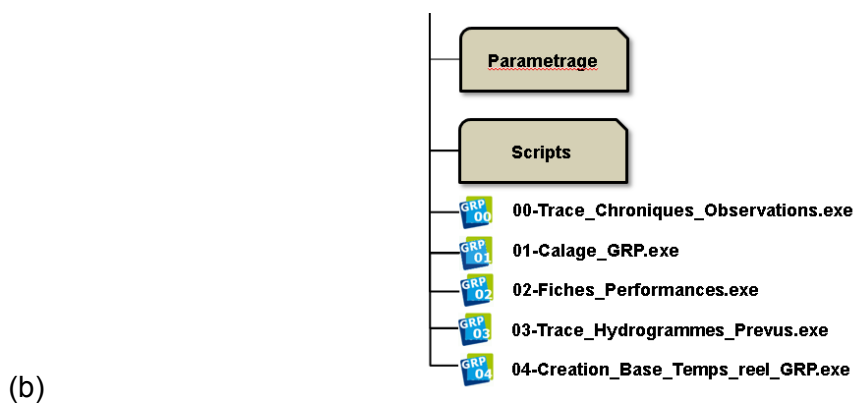 Parametrage
Scripts
GRP 00 00-Trace_Chroniques_Observations.exe
GRP 01 01-Calage_GRP.exe
GRP 02 02-Fiches_Performances.exe
GRP 03 03-Trace_Hydrogrammes_Prevus.exe
GRP 04 04-Creation_Base_Temps_reel_GRP.exe
(b)